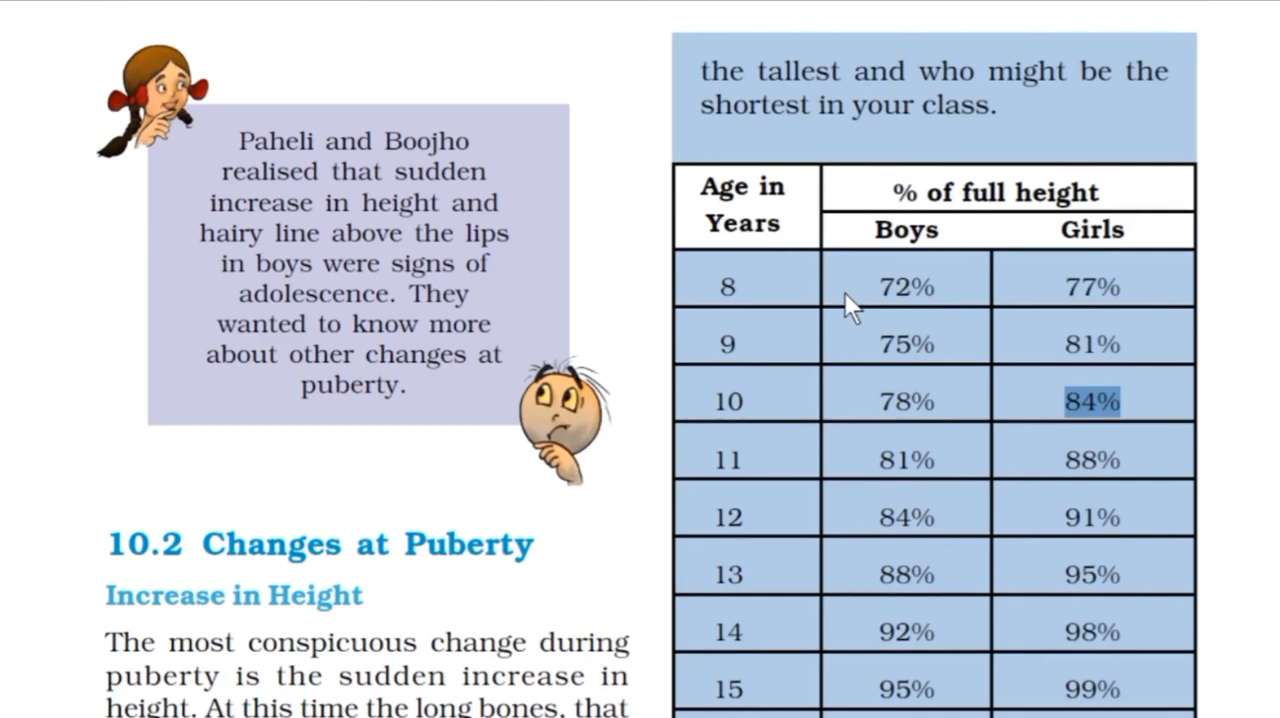 Paheli and Boojho
realised that sudden
increase in height and
hairy line above the lips
in boys were signs of
adolescence. They
wanted to know more
about other changes at
puberty.
10.2 Changes at Puberty
Increase in Height
The most conspicuous change during
puberty is the sudden increase in
height. At this time the long bones, that
the tallest and who might be the
shortest in your class.
Age in Years % of full height
Boys Girls
8 72% 77%
9 75% 81%
10 78% 84%
11 81% 88%
12 84% 91%
13 88% 95%
14 92% 98%
15 95% 99%